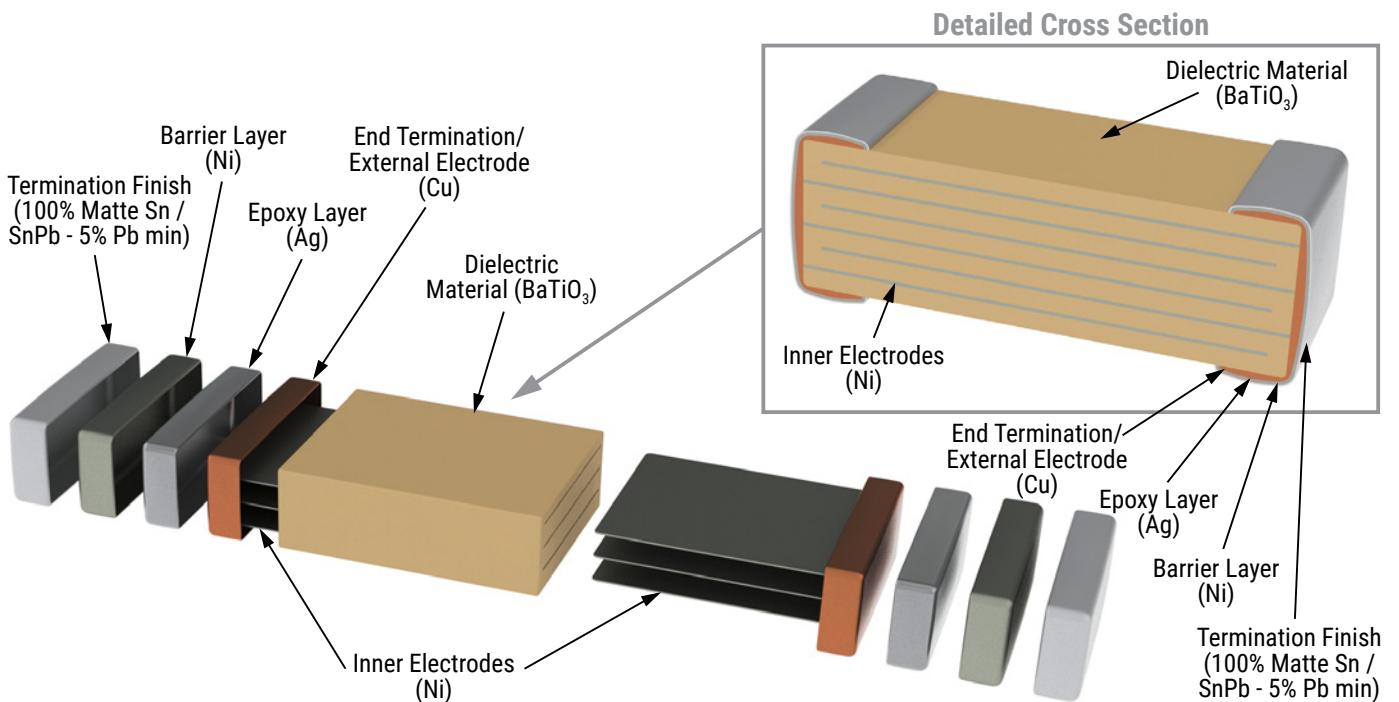 Detailed Cross Section
Dielectric Material
(BaTiO₃)
Inner Electrodes
(Ni)
End Termination/
External Electrode
(Cu)
Epoxy Layer
(Ag)
Barrier Layer
(Ni)
Termination Finish
(100% Matte Sn /
SnPb - 5% Pb min)
Termination Finish
(100% Matte Sn /
SnPb - 5% Pb min)
Barrier Layer
(Ni)
Epoxy Layer
(Ag)
End Termination/
External Electrode
(Cu)
Dielectric
Material (BaTiO₃)
Inner Electrodes
(Ni)